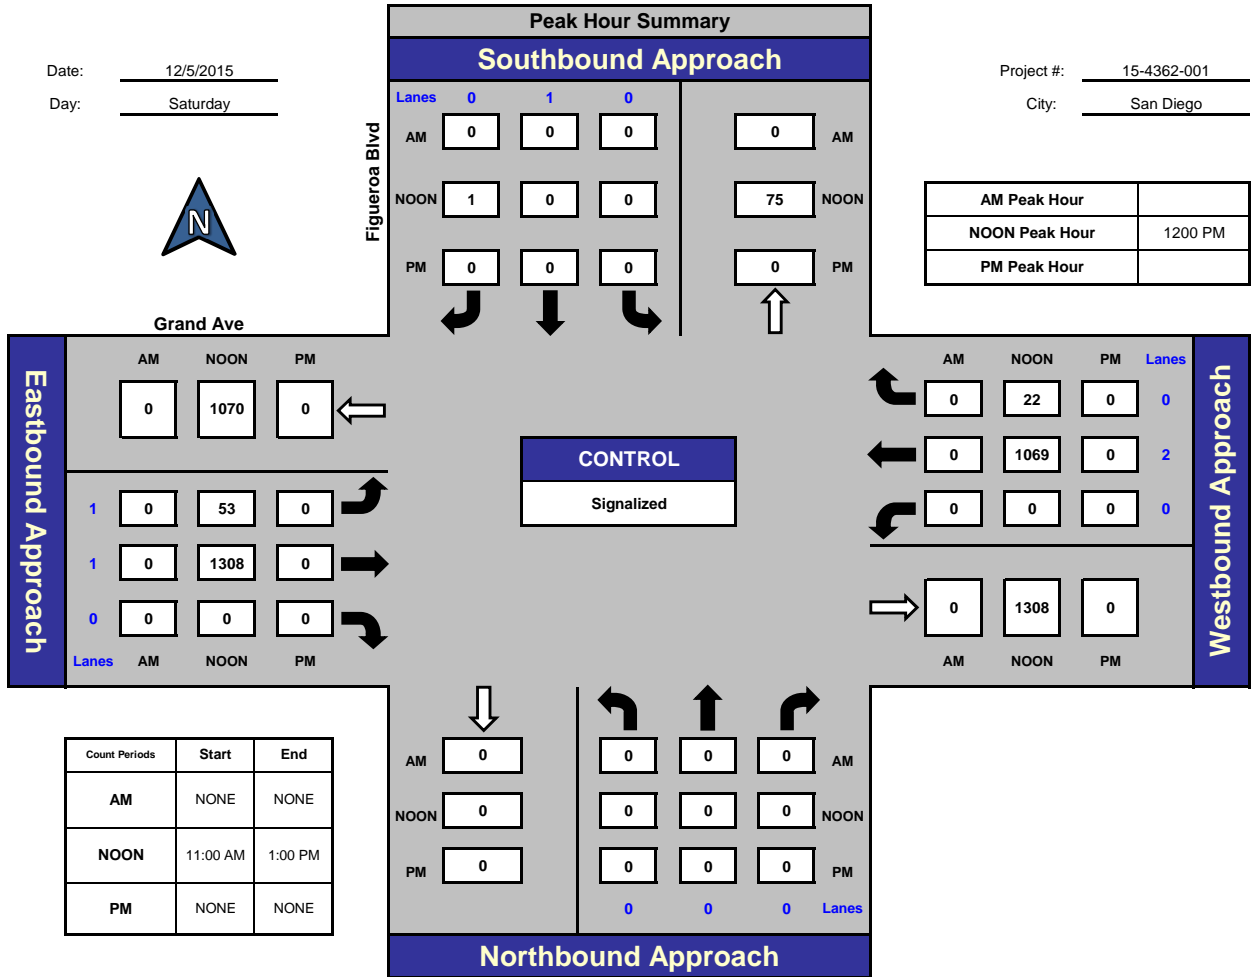 Peak Hour Summary
Southbound Approach
Date: 12/5/2015
Day: Saturday
Project #: 15-4362-001
City: San Diego
N
Figueroa Blvd
Lanes 0 1 0
AM 0 0 0 0 AM
NOON 1 0 0 75 NOON
PM 0 0 0 0 PM
AM Peak Hour
NOON Peak Hour 1200 PM
PM Peak Hour
Grand Ave
Eastbound Approach
AM NOON PM
0 1070 0
1 0 53 0
1 0 1308 0
0 0 0 0
Lanes AM NOON PM
CONTROL
Signalized
AM NOON PM Lanes
0 22 0 0
0 1069 0 2
0 0 0 0
0 1308 0
AM NOON PM
Westbound Approach
Count Periods Start End
AM NONE NONE
NOON 11:00 AM 1:00 PM
PM NONE NONE
AM 0 0 0 0 AM
NOON 0 0 0 0 NOON
PM 0 0 0 0 PM
0 0 0 Lanes
Northbound Approach